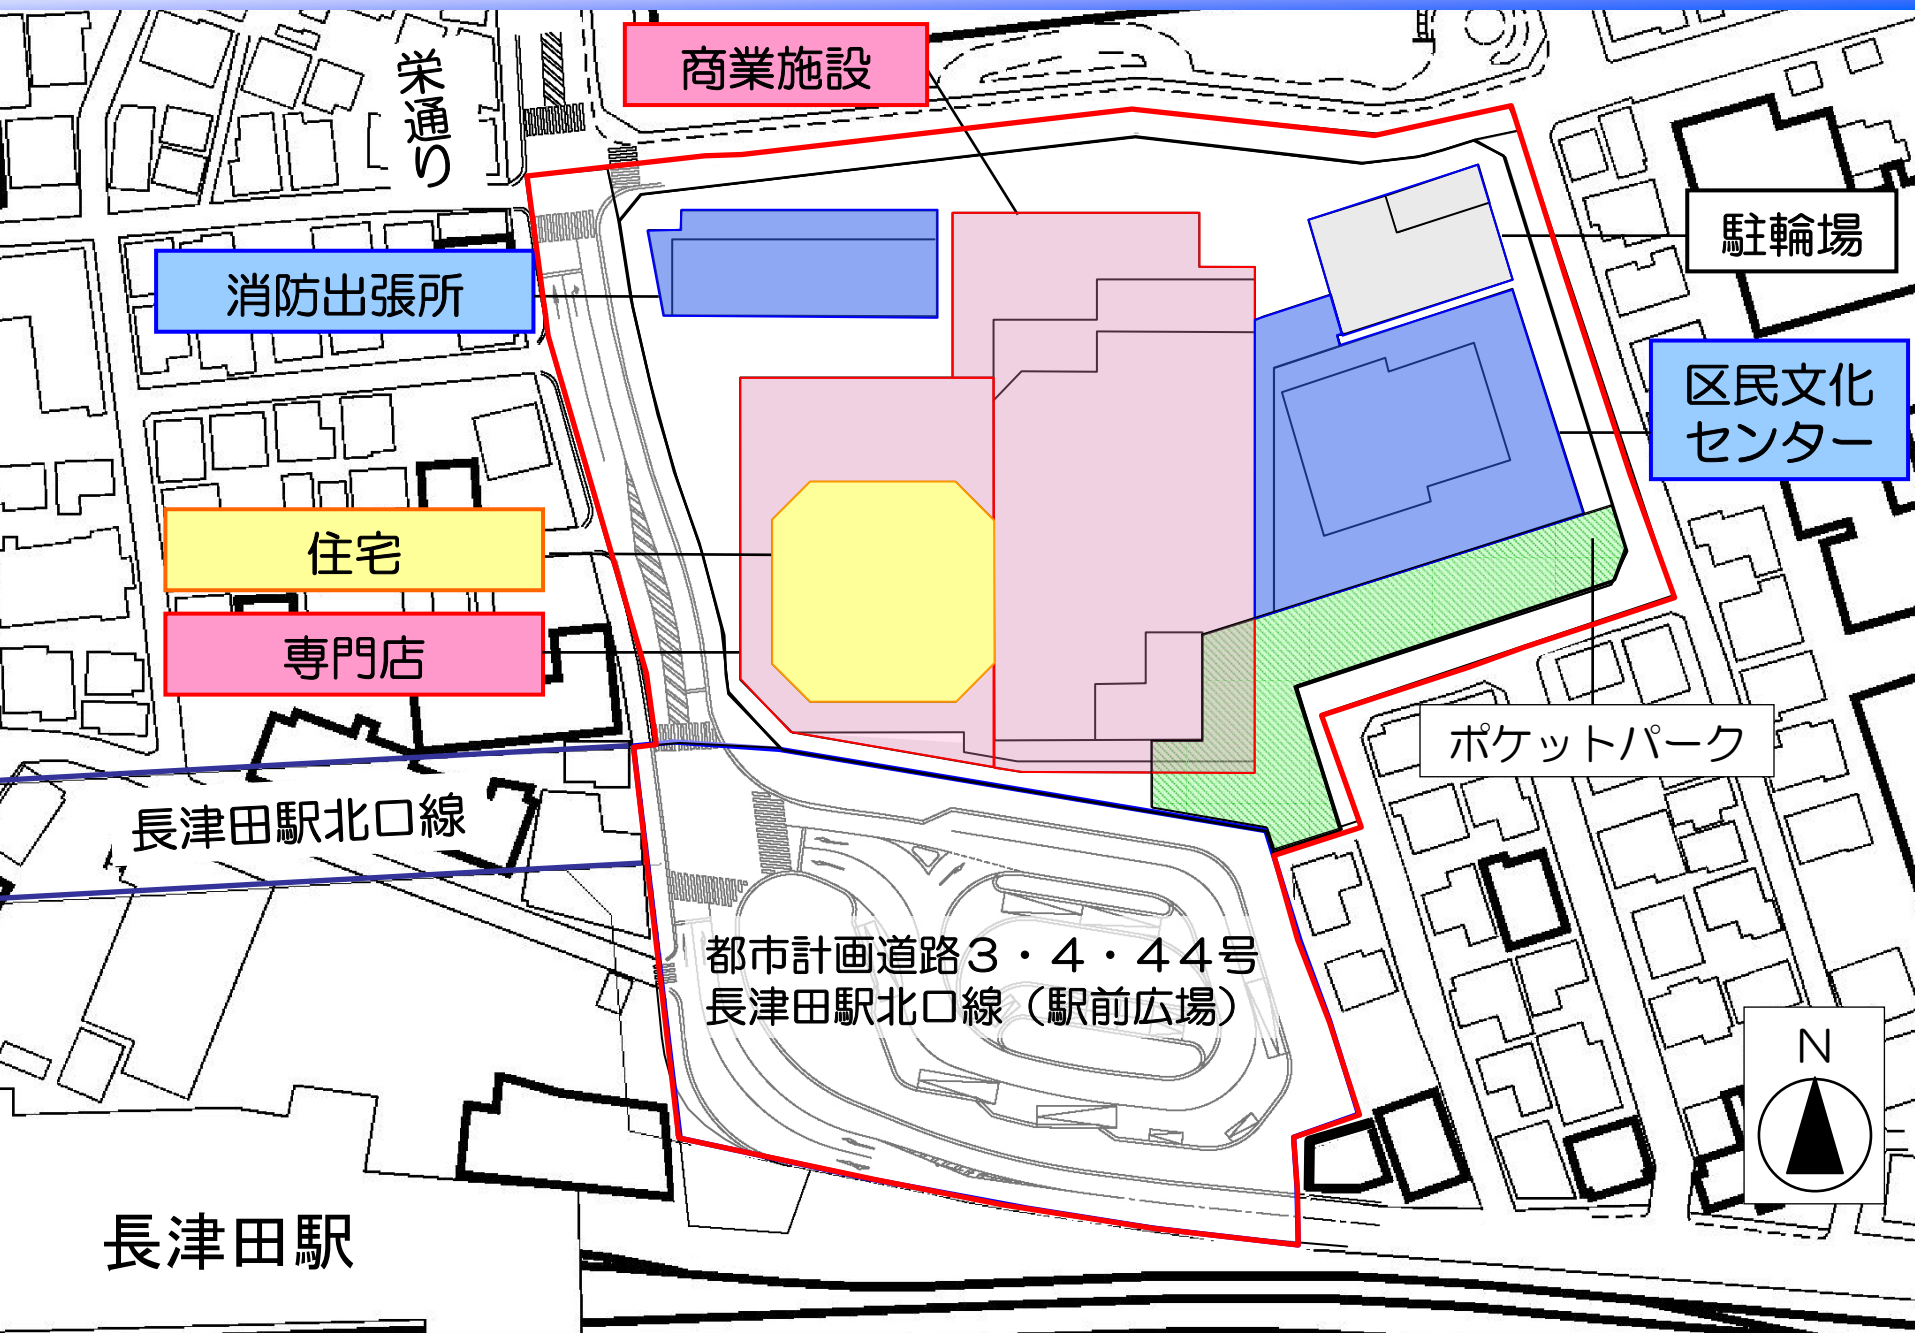 商業施設
栄通り
駐輪場
消防出張所
区民文化
センター
住宅
専門店
ポケットパーク
長津田駅北口線
都市計画道路３・４・４４号
長津田駅北口線（駅前広場）
N
長津田駅